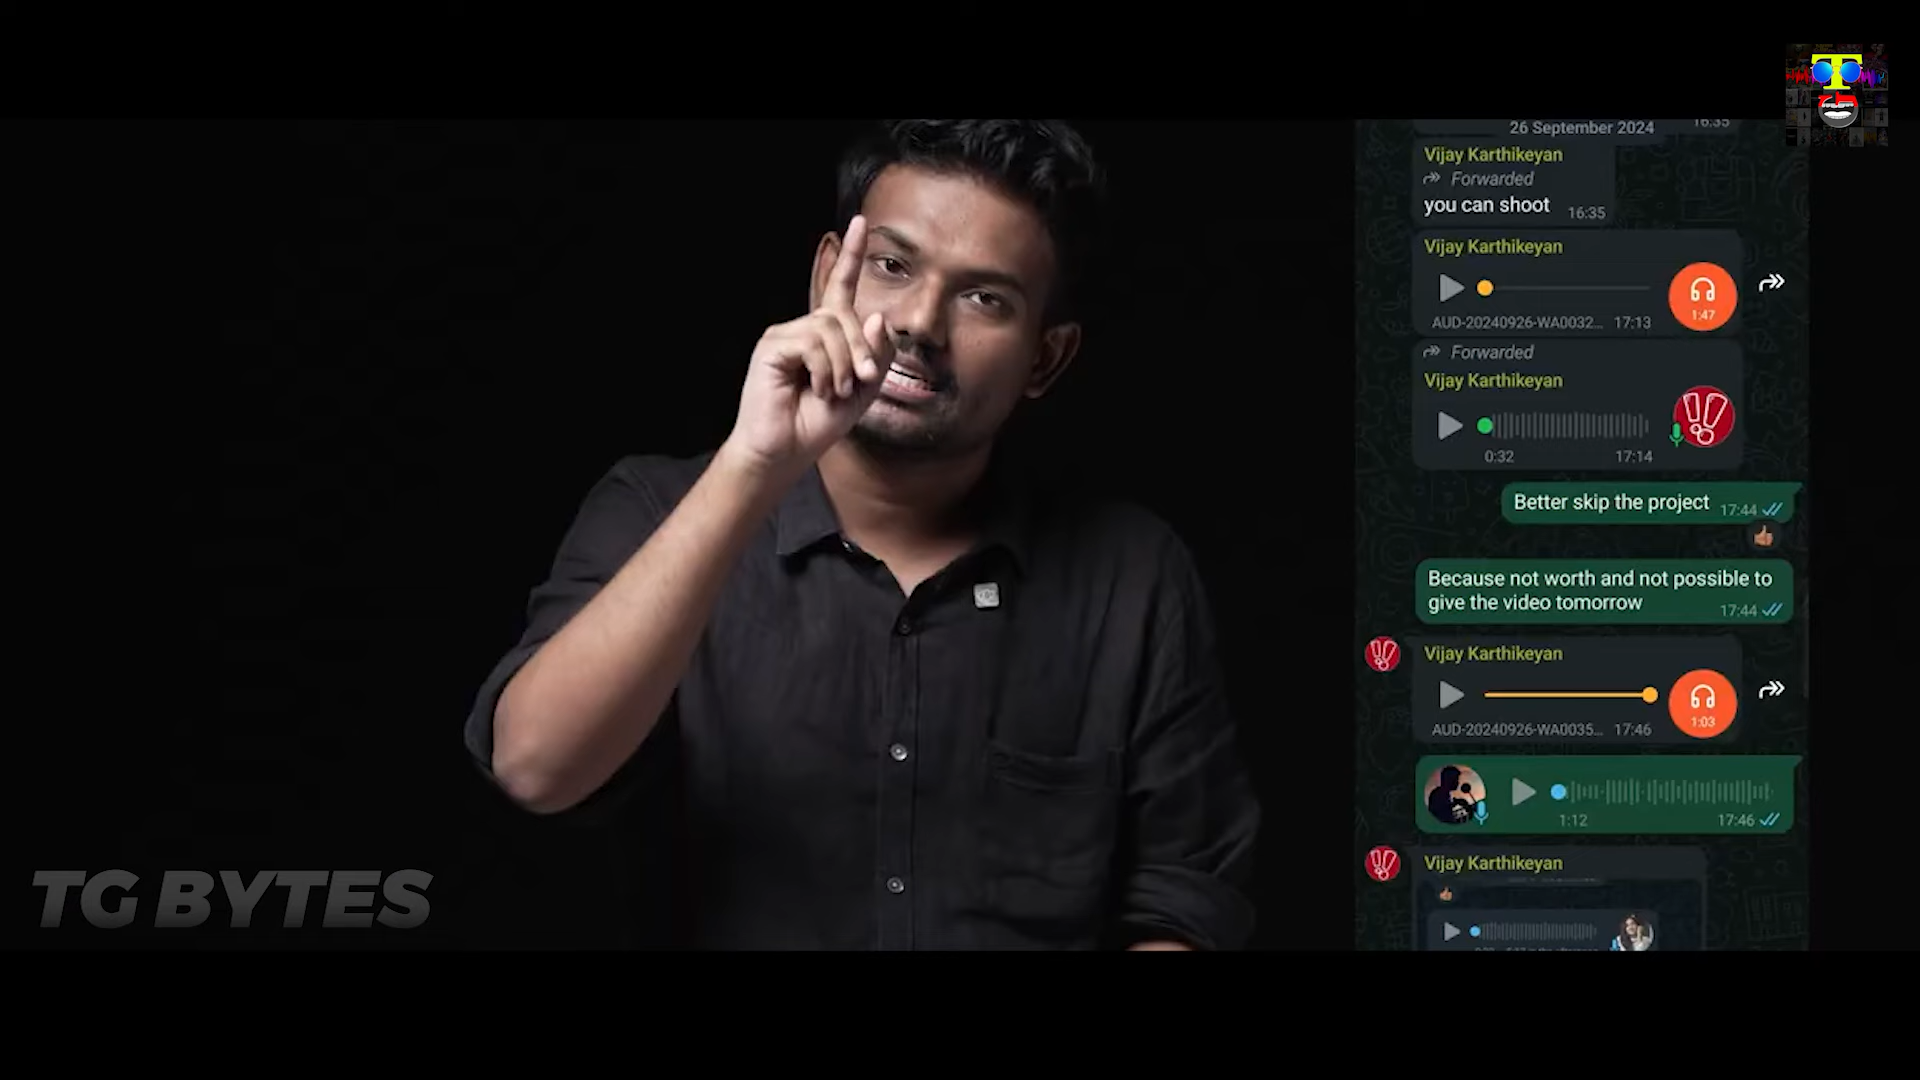 16:35
26 September 2024
Vijay Karthikeyan
Forwarded
you can shoot 16:35
Vijay Karthikeyan
1:47
AUD-20240926-WA0032... 17:13
Forwarded
Vijay Karthikeyan
0:32 17:14
Better skip the project 17:44
Because not worth and not possible to
give the video tomorrow 17:44
Vijay Karthikeyan
1:03
AUD-20240926-WA0035... 17:46
1:12 17:46
Vijay Karthikeyan
TG BYTES